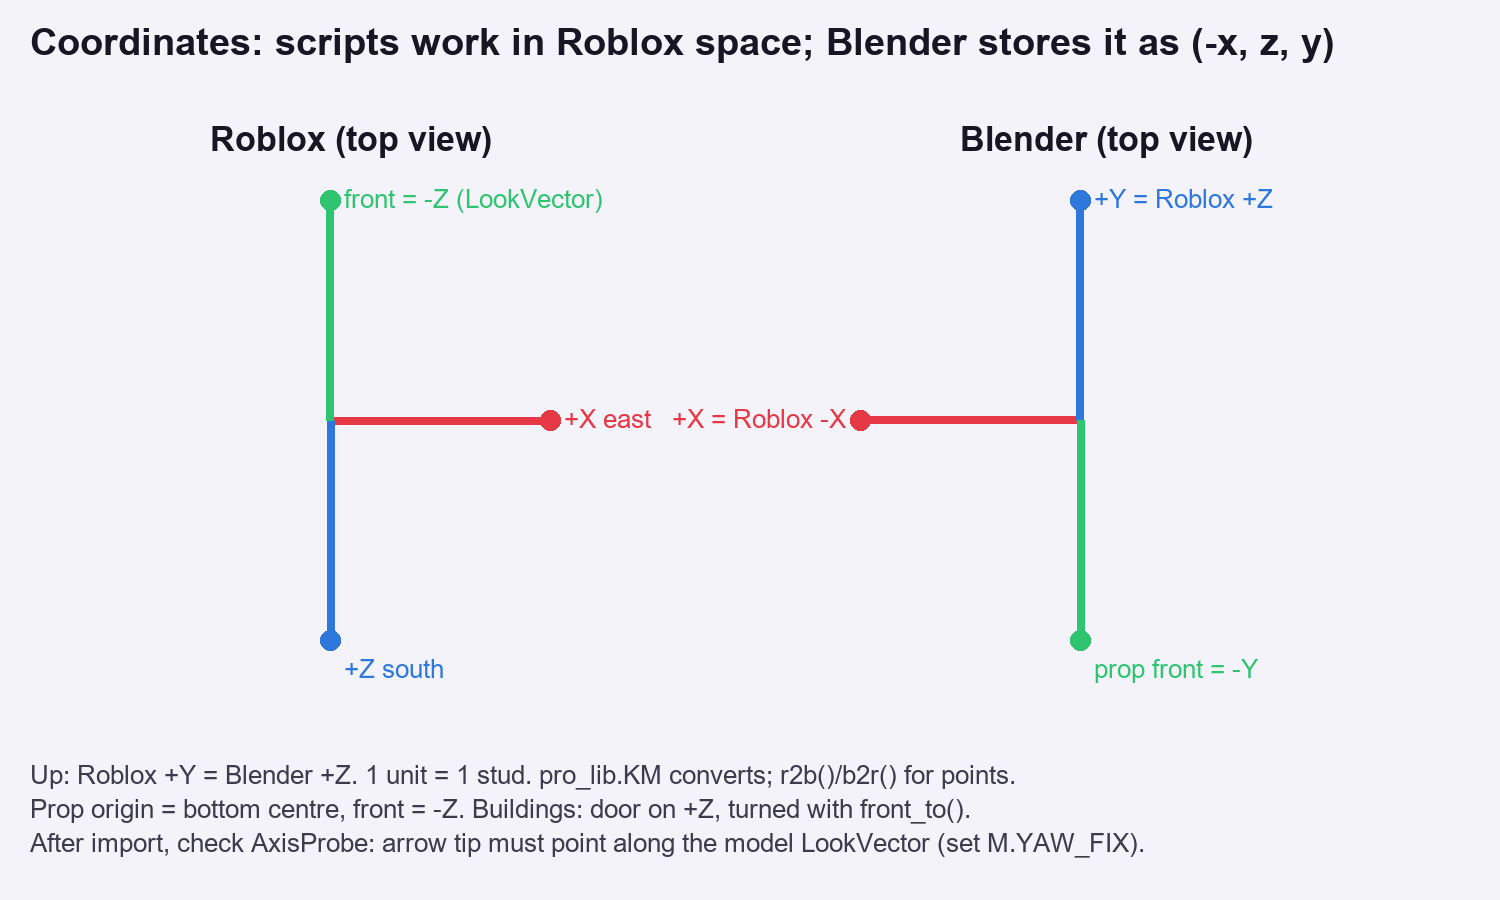 Coordinates: scripts work in Roblox space; Blender stores it as (-x, z, y)
Roblox (top view)
Blender (top view)
front = -Z (LookVector)
+Y = Roblox +Z
+X east
+X = Roblox -X
+Z south
prop front = -Y
Up: Roblox +Y = Blender +Z. 1 unit = 1 stud. pro_lib.KM converts; r2b()/b2r() for points.
Prop origin = bottom centre, front = -Z. Buildings: door on +Z, turned with front_to().
After import, check AxisProbe: arrow tip must point along the model LookVector (set M.YAW_FIX).